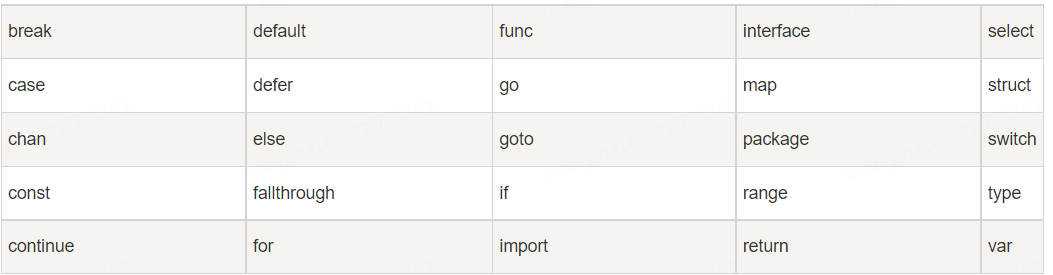 break default func interface select
case defer go map struct
chan else goto package switch
const fallthrough if range type
continue for import return var